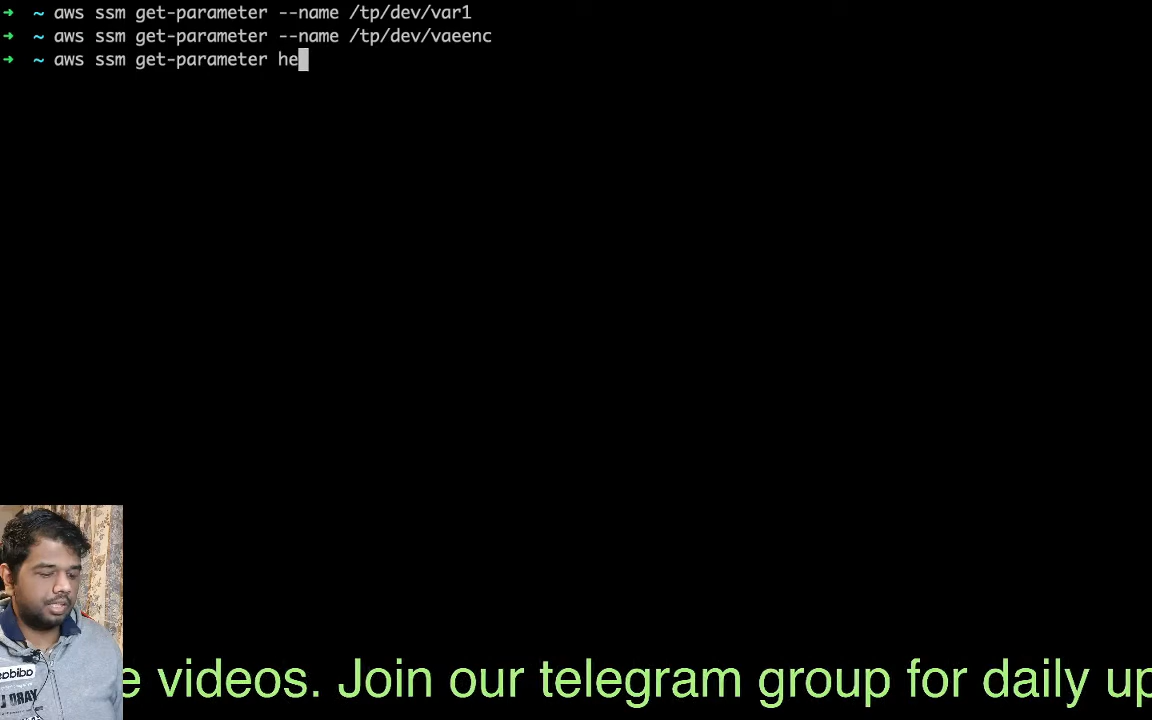 → ~ aws ssm get-parameter --name /tp/dev/var1
→ ~ aws ssm get-parameter --name /tp/dev/vaeenc
→ ~ aws ssm get-parameter he
e videos. Join our telegram group for daily up